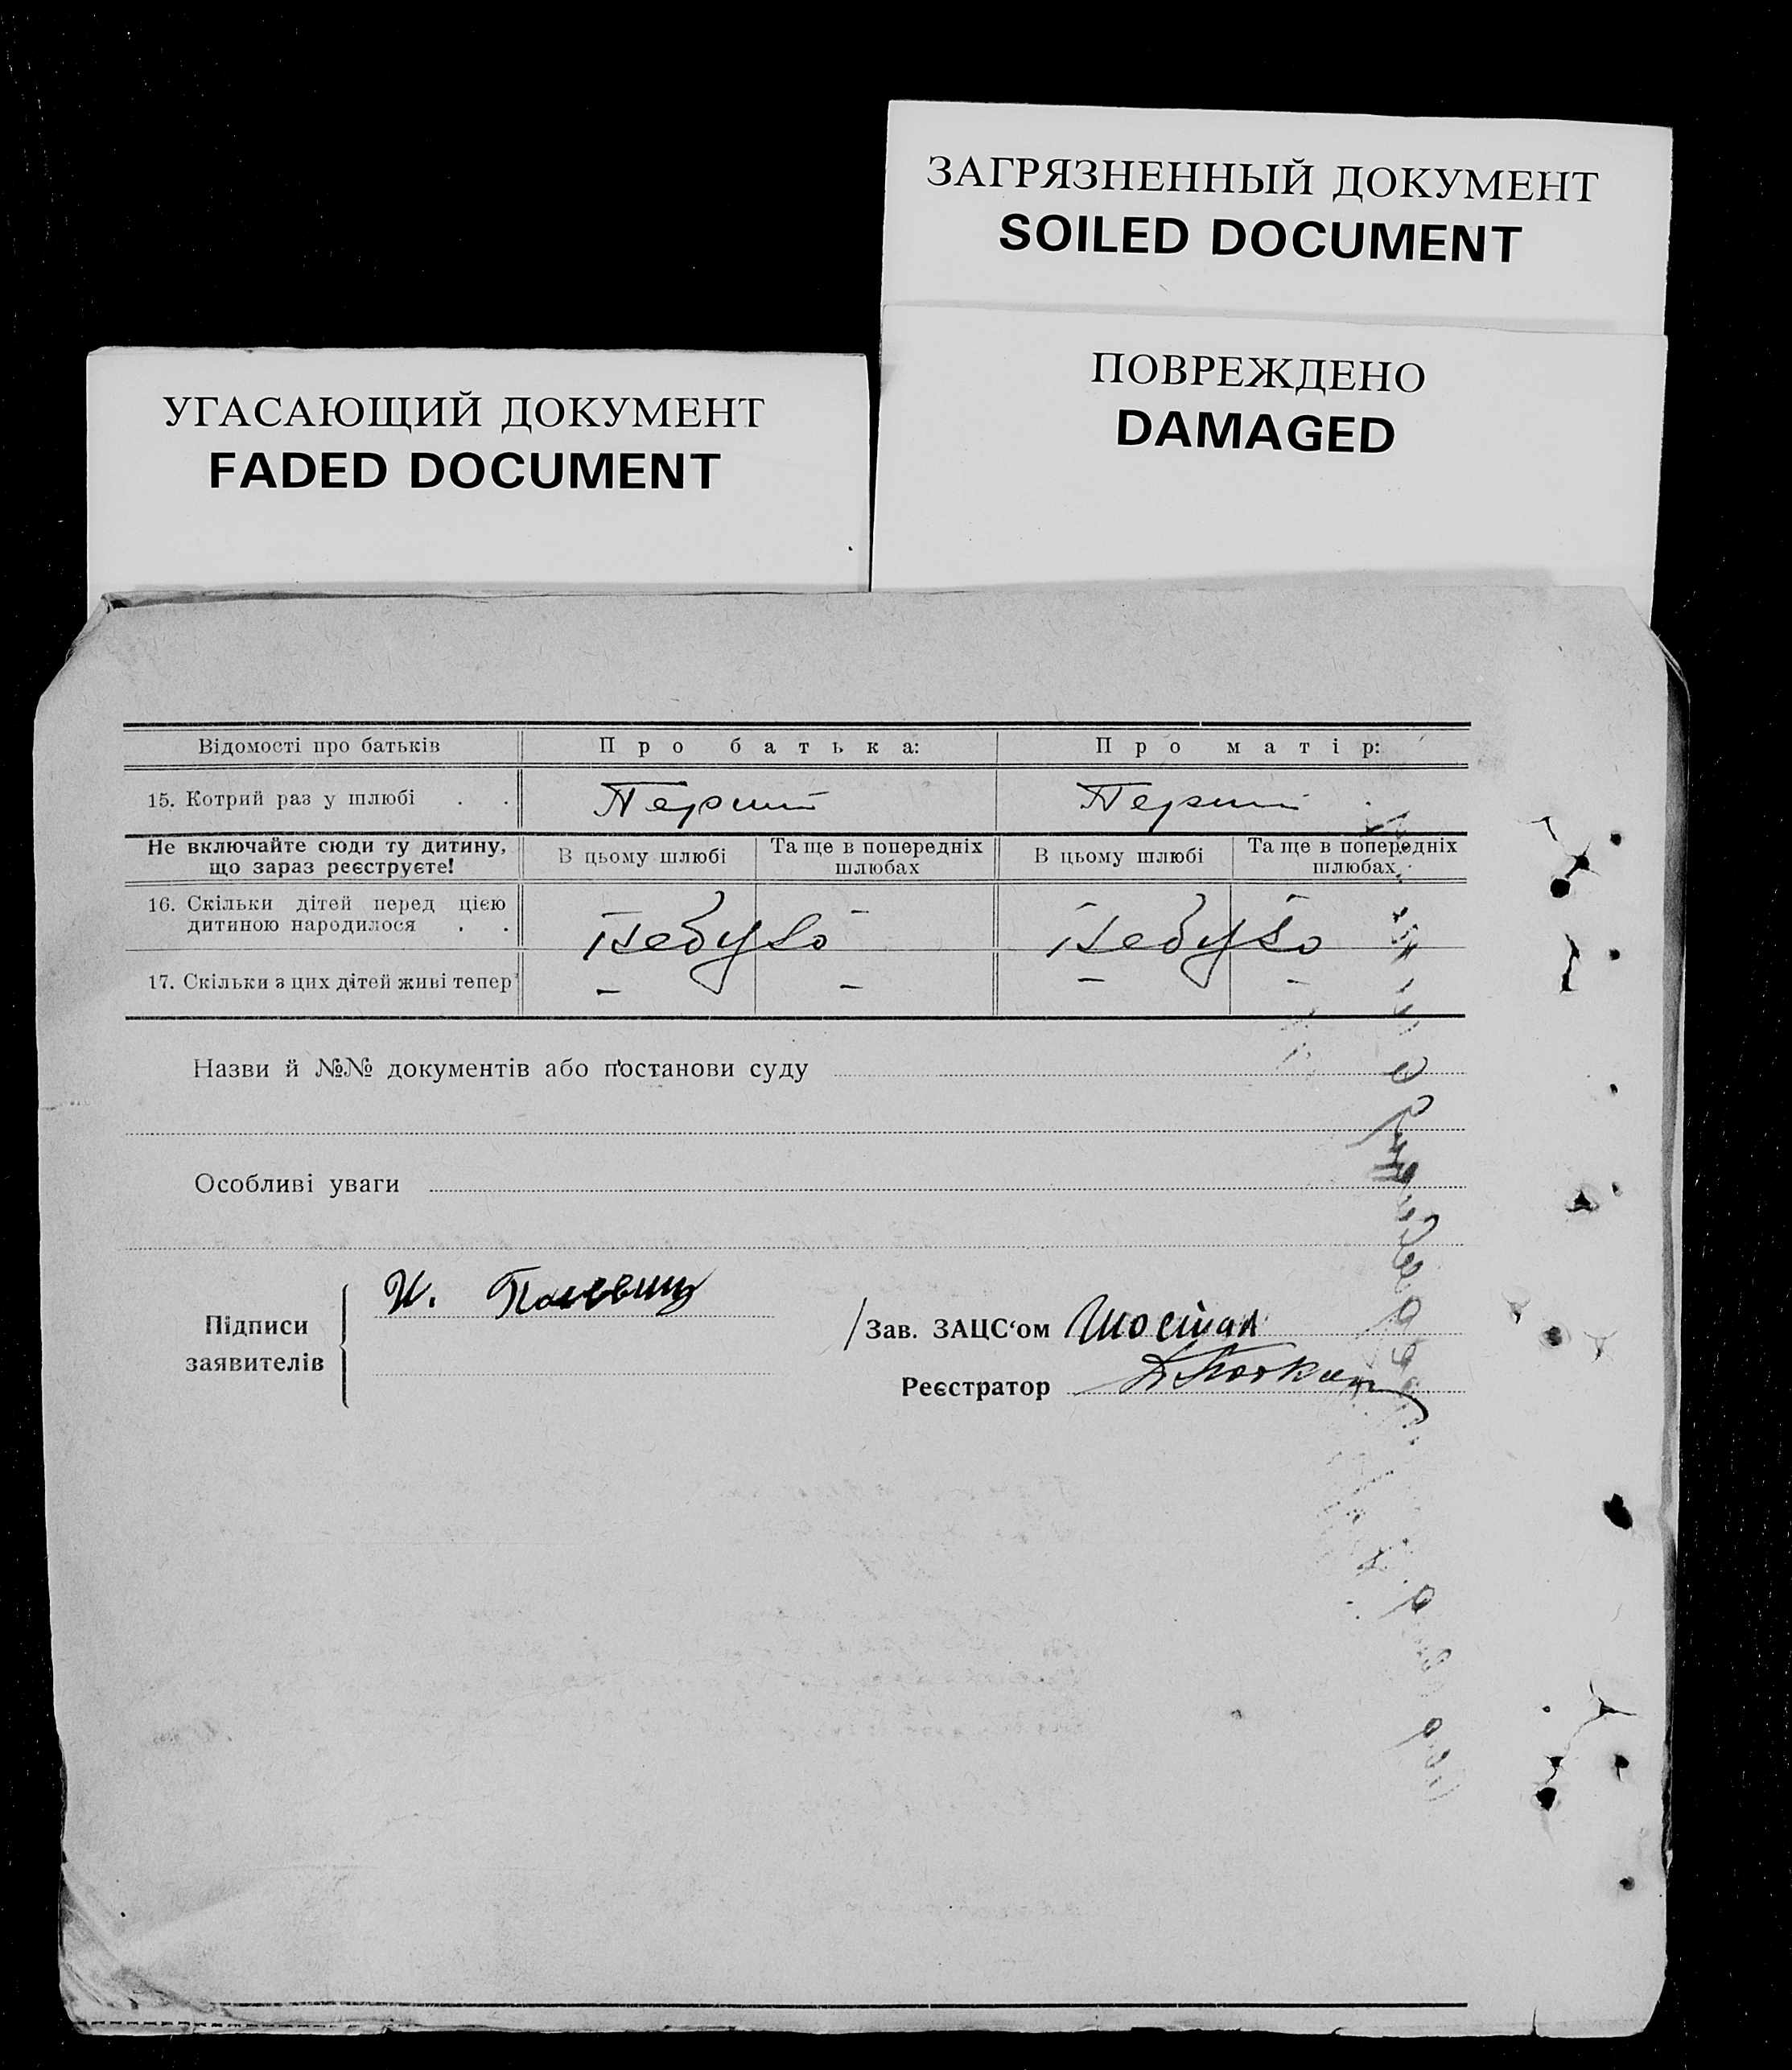 ЗАГРЯЗНЕННЫЙ ДОКУМЕНТ
SOILED DOCUMENT
ПОВРЕЖДЕНО
DAMAGED
УГАСАЮЩИЙ ДОКУМЕНТ
FADED DOCUMENT
Відомості про батьків Про батька: Про матір:
15. Котрий раз у шлюбі . . Перший Перший
Не включайте сюди ту дитину, що зараз реєструєте!
В цьому шлюбі Та ще в попередніх шлюбах В цьому шлюбі Та ще в попередніх шлюбах
16. Скільки дітей перед цією
дитиною народилося . . – небуло – – небуло –
17. Скільки з цих дітей живі тепер – – – –
Назви й №№ документів або постанови суду
Особливі уваги
Підписи
заявителів
И.
/Зав. ЗАЦС‘ом
Реєстратор